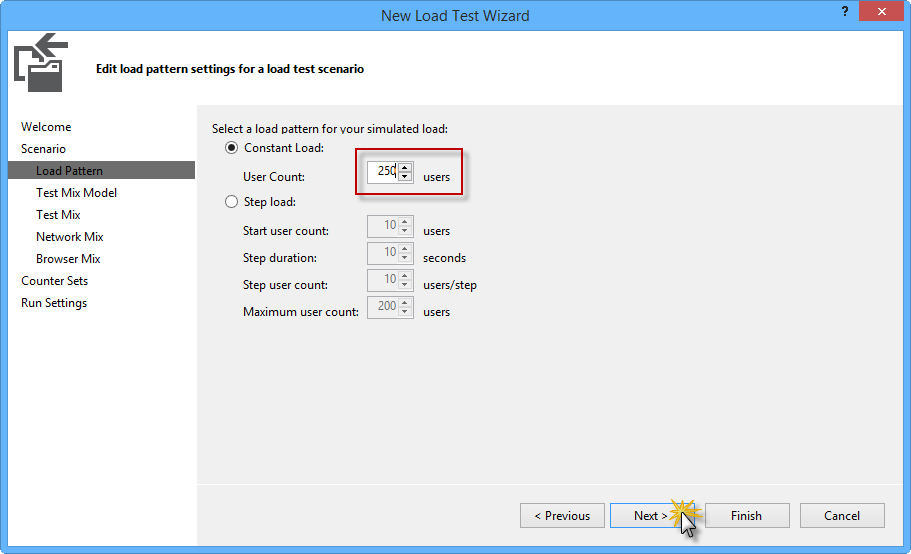 New Load Test Wizard
?
Edit load pattern settings for a load test scenario
Welcome
Scenario
Load Pattern
Test Mix Model
Test Mix
Network Mix
Browser Mix
Counter Sets
Run Settings
Select a load pattern for your simulated load:
Constant Load:
User Count: 250 users
Step load:
Start user count: 10 users
Step duration: 10 seconds
Step user count: 10 users/step
Maximum user count: 200 users
< Previous Next > Finish Cancel